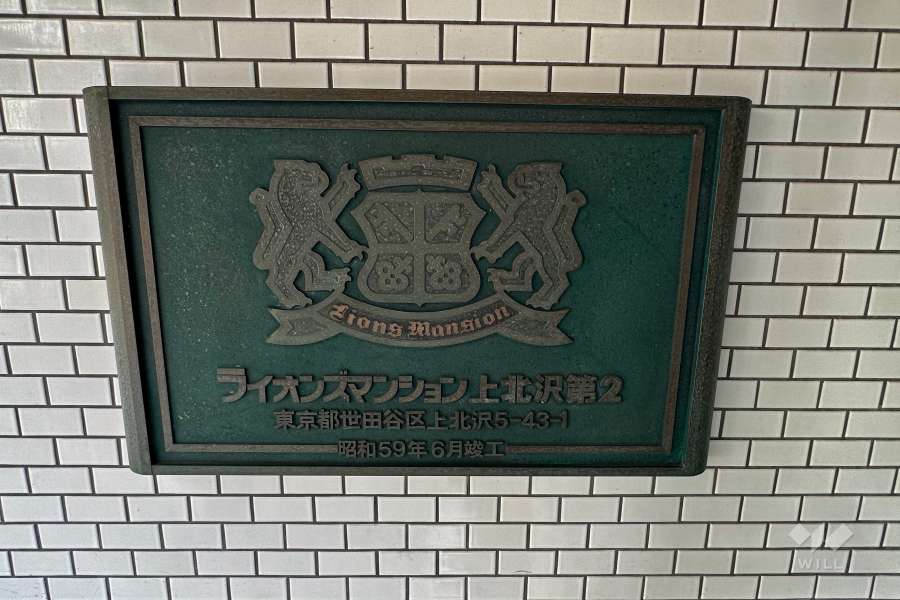 Lions Mansion
ライオンズマンション上北沢第2
東京都世田谷区上北沢5-43-1
昭和59年6月竣工
WILL